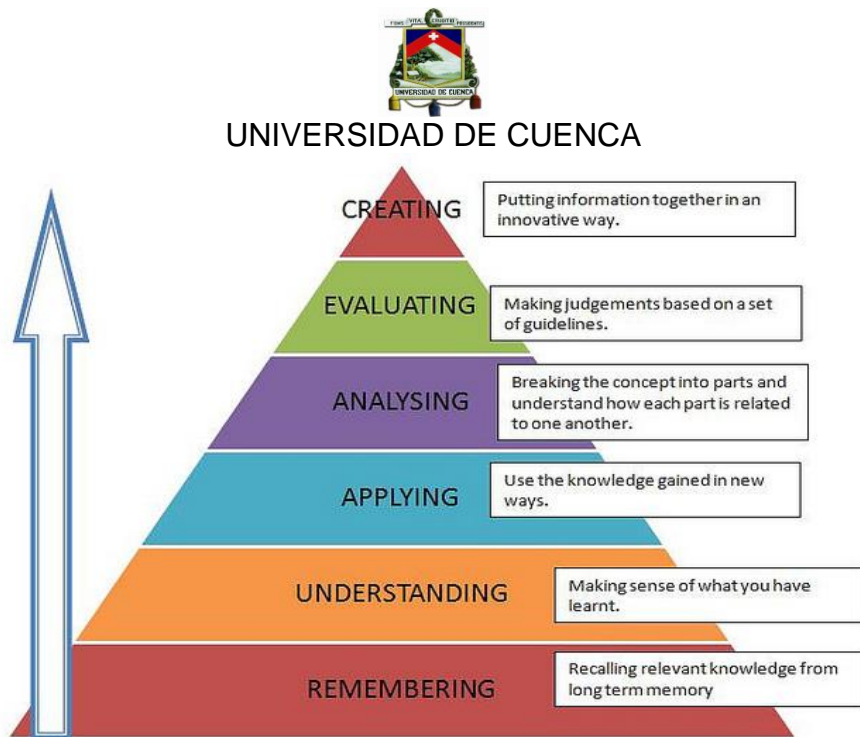 UNIVERSIDAD DE CUENCA
UNIVERSIDAD DE CUENCA
CREATING
Putting information together in an
innovative way.
EVALUATING
Making judgements based on a set
of guidelines.
ANALYSING
Breaking the concept into parts and
understand how each part is related
to one another.
APPLYING
Use the knowledge gained in new
ways.
UNDERSTANDING
Making sense of what you have
learnt.
REMEMBERING
Recalling relevant knowledge from
long term memory